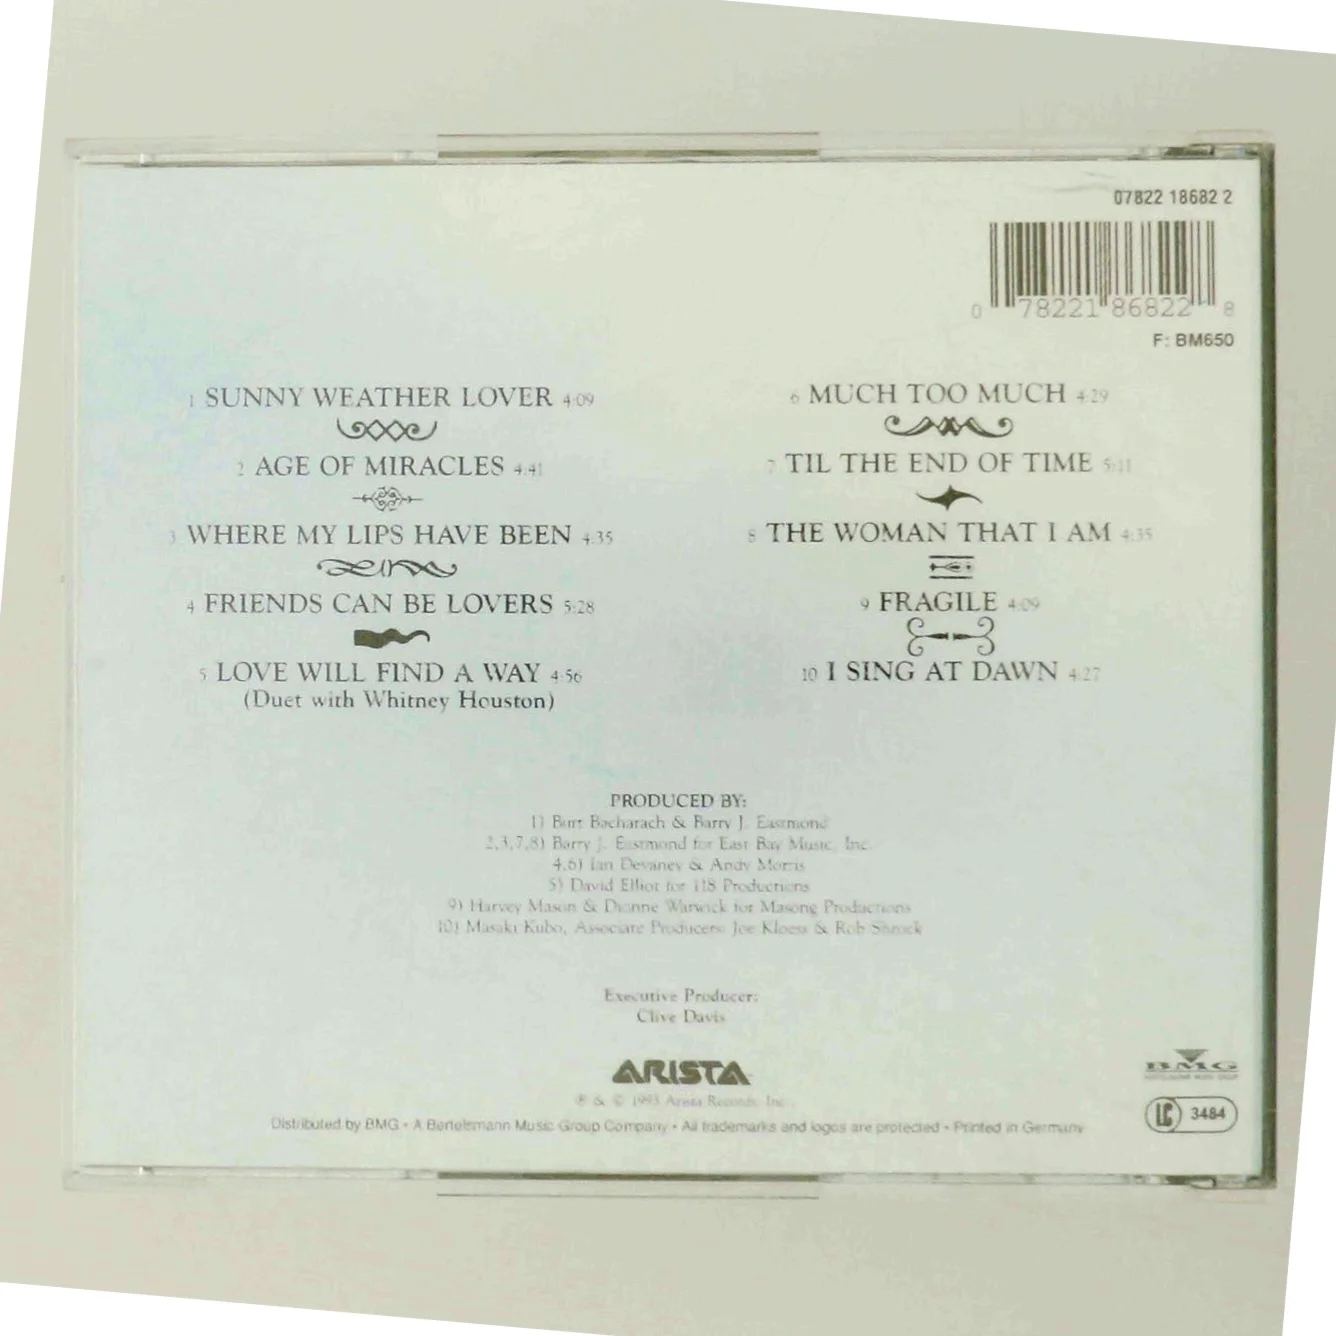 07822 18682 2
0 78221 86822 8
F: BM650
1 SUNNY WEATHER LOVER 4:09
2 AGE OF MIRACLES 4:41
3 WHERE MY LIPS HAVE BEEN 4:35
4 FRIENDS CAN BE LOVERS 5:28
5 LOVE WILL FIND A WAY 4:56
(Duet with Whitney Houston)
6 MUCH TOO MUCH 4:29
7 TIL THE END OF TIME 5:11
8 THE WOMAN THAT I AM 4:35
9 FRAGILE 4:09
10 I SING AT DAWN 4:27
PRODUCED BY:
1) Burt Bacharach & Barry J. Eastmond
2,3,7,8) Barry J. Eastmond for East Bay Music, Inc.
4,6) Ian Devaney & Andy Morris
5) David Elliot for 118 Productions
9) Harvey Mason & Dionne Warwick for Masong Productions
10) Masaki Kubo, Associate Producers: Joe Kloess & Rob Shrock
Executive Producer:
Clive Davis
ARISTA
℗ & © 1993 Arista Records, Inc.
Distributed by BMG • A Bertelsmann Music Group Company • All trademarks and logos are protected • Printed in Germany
BMG
LC 3484